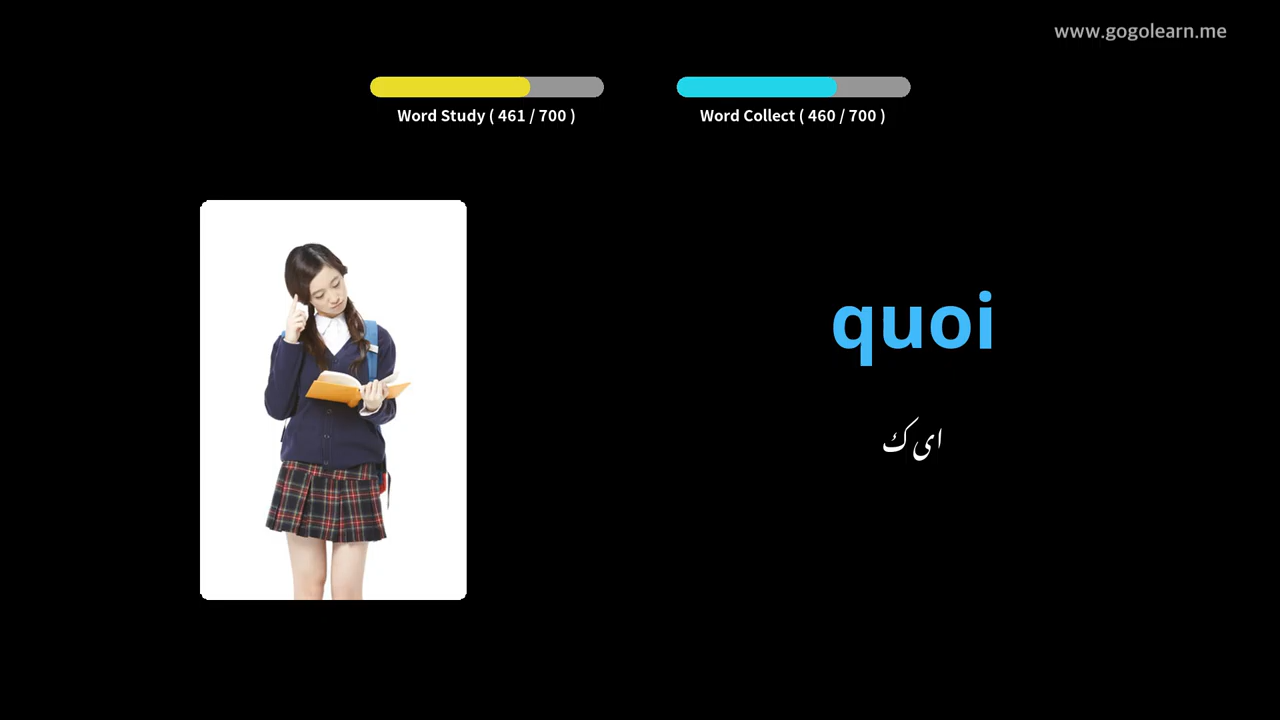 www.gogolearn.me
Word Study ( 461 / 700 )
Word Collect ( 460 / 700 )
quoi
ای ک